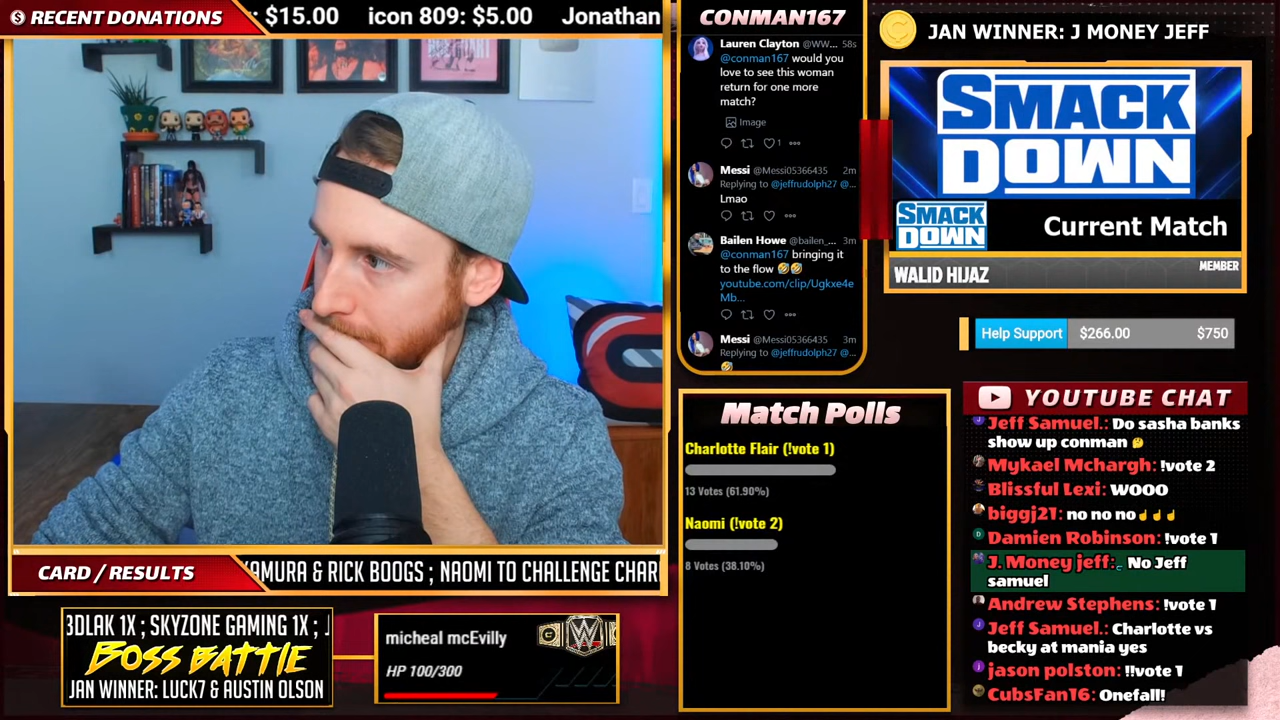 RECENT DONATIONS
: $15.00 icon 809: $5.00 Jonathan
CONMAN167
Lauren Clayton @WW... 58s
@conman167 would you
love to see this woman
return for one more
match?
Image
1
Messi @Messi05366435 2m
Replying to @jeffrudolph27 @...
Lmao
Bailen Howe @bailen_... 3m
@conman167 bringing it
to the flow 🤣🤣
youtube.com/clip/Ugkxe4e
Mb...
Messi @Messi05366435 3m
Replying to @jeffrudolph27 @...
🤣
JAN WINNER: J MONEY JEFF
SMACK
DOWN
SMACK
DOWN
Current Match
WALID HIJAZ
MEMBER
Help Support $266.00 $750
Match Polls
Charlotte Flair (!vote 1)
13 Votes (61.90%)
Naomi (!vote 2)
8 Votes (38.10%)
YOUTUBE CHAT
Jeff Samuel.: Do sasha banks
show up conman 🤔
Mykael Mchargh: !vote 2
Blissful Lexi: WOOO
biggj21: no no no☝☝☝
Damien Robinson: !vote 1
J. Money jeff: No Jeff
samuel
Andrew Stephens: !vote 1
Jeff Samuel.: Charlotte vs
becky at mania yes
jason polston: !!vote 1
CubsFan16: Onefall!
CARD / RESULTS
AMURA & RICK BOOGS ; NAOMI TO CHALLENGE CHAR
3DLAK 1X ; SKYZONE GAMING 1X ; J
BOSS BATTLE
JAN WINNER: LUCK7 & AUSTIN OLSON
micheal mcEvilly
HP 100/300